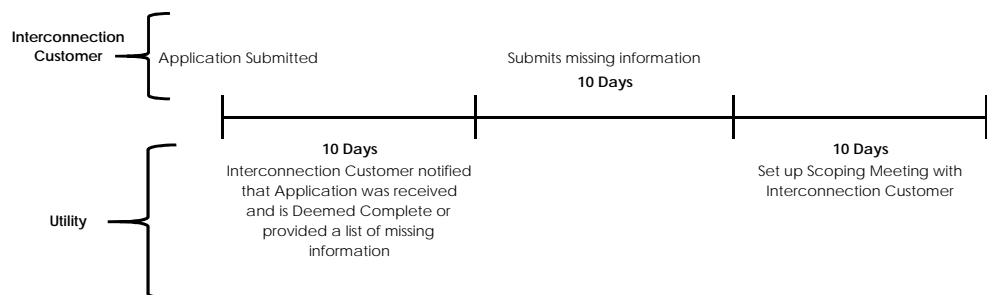 Interconnection
Customer
Application Submitted
Submits missing information
10 Days
10 Days
Interconnection Customer notified
that Application was received
and is Deemed Complete or
provided a list of missing
information
10 Days
Set up Scoping Meeting with
Interconnection Customer
Utility